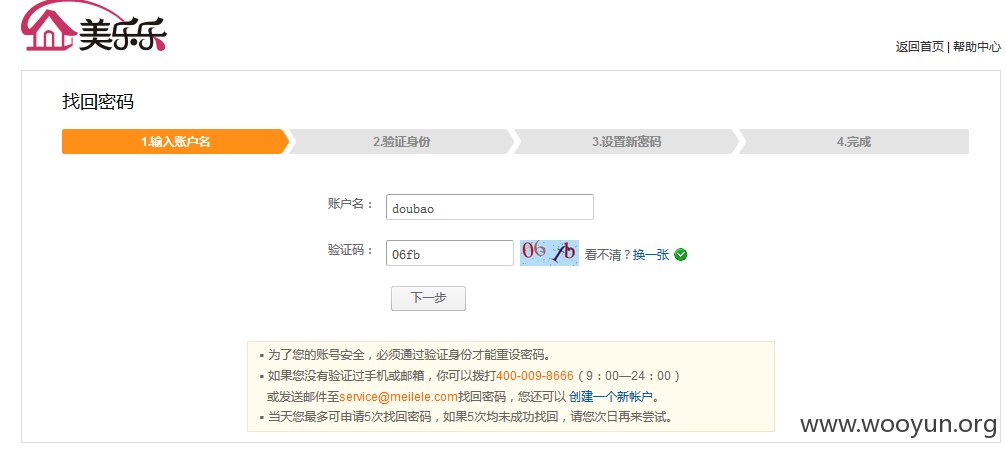 美乐乐
返回首页 | 帮助中心
找回密码
1.输入账户名 2.验证身份 3.设置新密码 4.完成
账户名： doubao
验证码： 06fb 06fb 看不清？换一张
下一步
▪ 为了您的账号安全，必须通过验证身份才能重设密码。
▪ 如果您没有验证过手机或邮箱，你可以拨打400-009-8666（9：00—24：00）
或发送邮件至service@meilele.com找回密码，您还可以 创建一个新帐户。
▪ 当天您最多可申请5次找回密码，如果5次均未成功找回，请您次日再来尝试。
www.wooyun.org